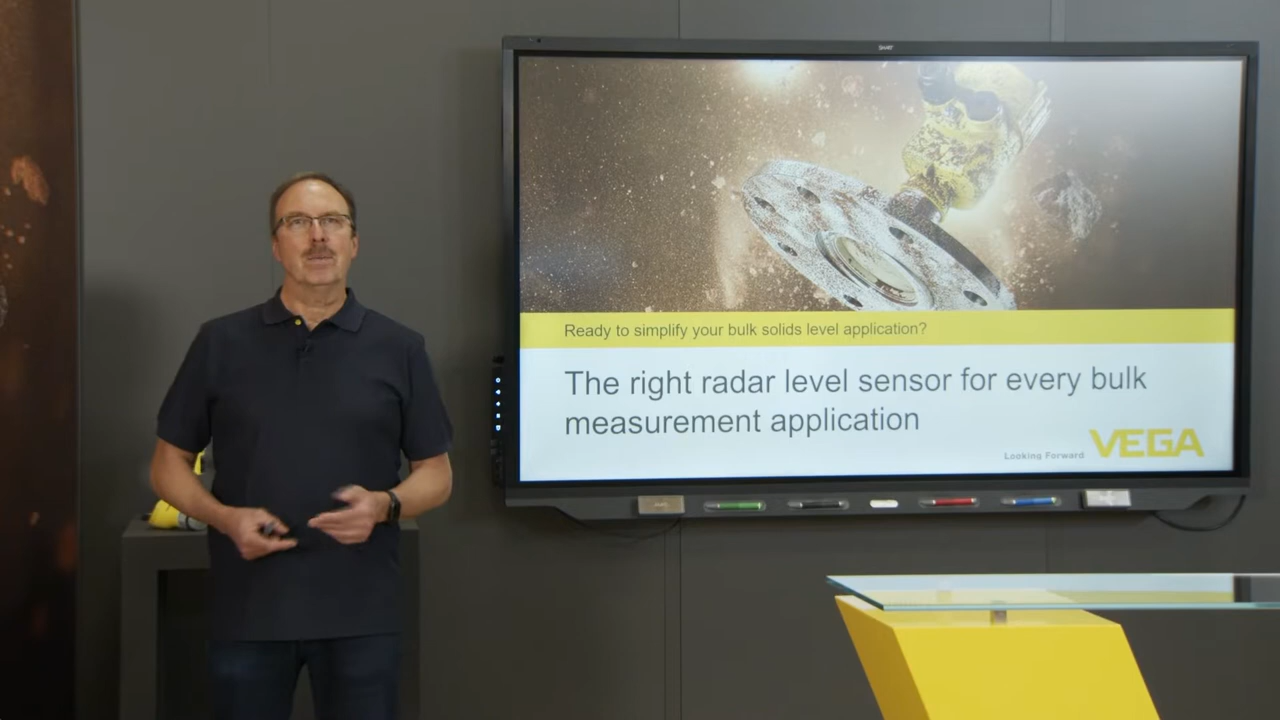 SMART
Ready to simplify your bulk solids level application?
The right radar level sensor for every bulk
measurement application
Looking Forward VEGA